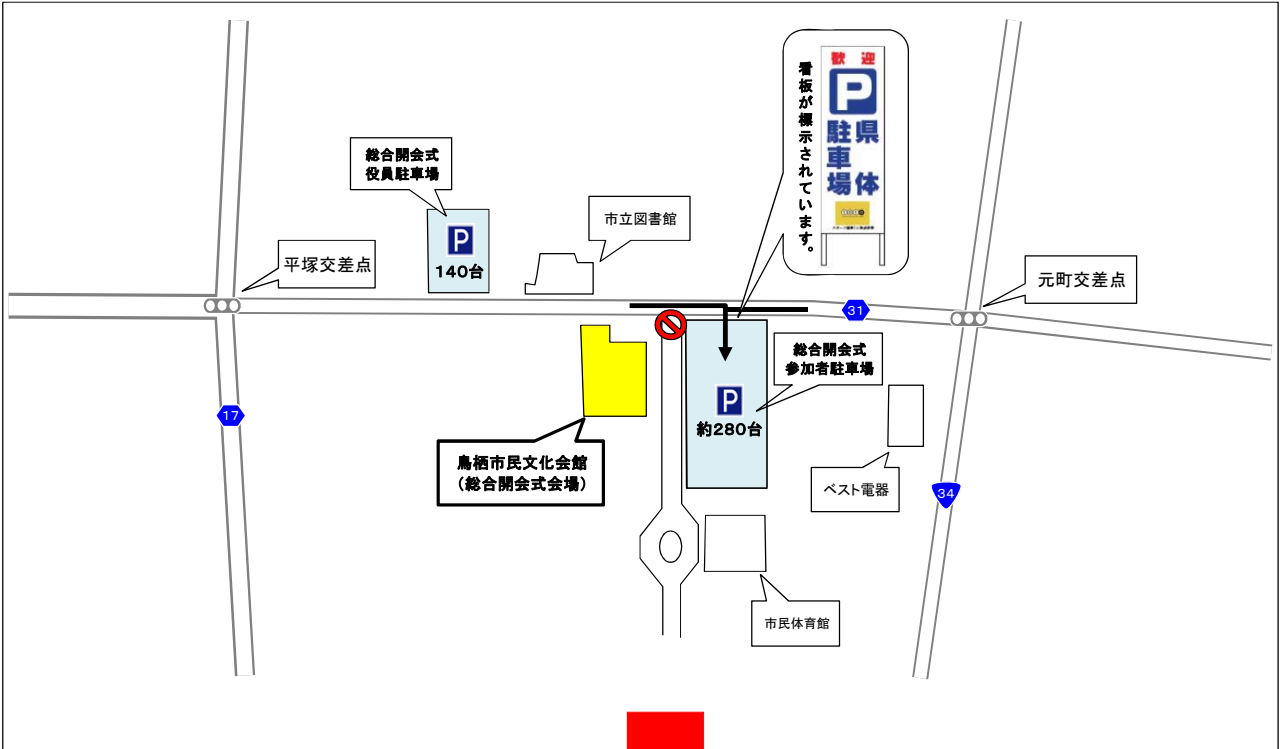 歓迎
P
県体
駐車場
看板が標示されています。
総合開会式
役員駐車場
P
140台
市立図書館
平塚交差点
元町交差点
31
総合開会式
参加者駐車場
P
約280台
17
鳥栖市民文化会館
（総合開会式会場）
ベスト電器
34
市民体育館